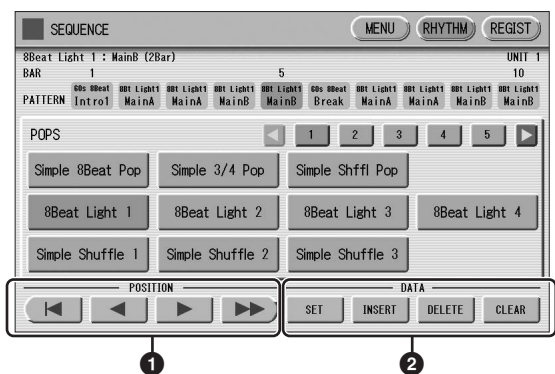 SEQUENCE MENU RHYTHM REGIST
8Beat Light 1 : MainB (2Bar) UNIT 1
BAR 1 5 10
60s 8Beat 8Bt Light1 8Bt Light1 8Bt Light1 8Bt Light1 60s 8Beat 8Bt Light1 8Bt Light1 8Bt Light1 8Bt Light1
PATTERN Intro1 MainA MainA MainB MainB Break MainA MainA MainB MainB
POPS 1 2 3 4 5
Simple 8Beat Pop Simple 3/4 Pop Simple Shffl Pop
8Beat Light 1 8Beat Light 2 8Beat Light 3 8Beat Light 4
Simple Shuffle 1 Simple Shuffle 2 Simple Shuffle 3
POSITION DATA
SET INSERT DELETE CLEAR
1 2